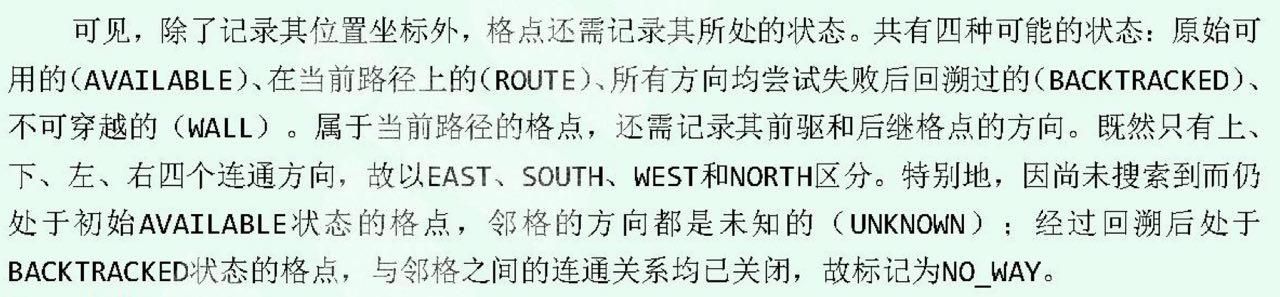 可见，除了记录其位置坐标外，格点还需记录其所处的状态。共有四种可能的状态：原始可
用的(AVAILABLE)、在当前路径上的(ROUTE)、所有方向均尝试失败后回溯过的(BACKTRACKED)、
不可穿越的（WALL）。属于当前路径的格点，还需记录其前驱和后继格点的方向。既然只有上、
下、左、右四个连通方向，故以EAST、SOUTH、WEST和NORTH区分。特别地，因尚未搜索到而仍
处于初始AVAILABLE状态的格点，邻格的方向都是未知的（UNKNOWN）；经过回溯后处于
BACKTRACKED状态的格点，与邻格之间的连通关系均已关闭，故标记为NO_WAY。